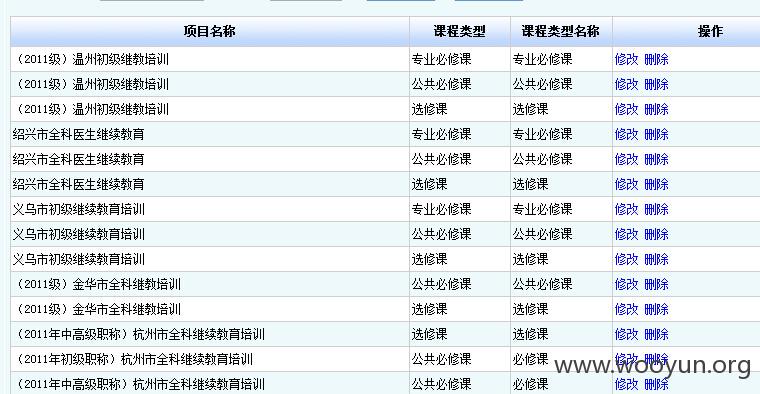 项目名称 课程类型 课程类型名称 操作
（2011级）温州初级继教培训 专业必修课 专业必修课 修改 删除
（2011级）温州初级继教培训 公共必修课 公共必修课 修改 删除
（2011级）温州初级继教培训 选修课 选修课 修改 删除
绍兴市全科医生继续教育 专业必修课 专业必修课 修改 删除
绍兴市全科医生继续教育 公共必修课 公共必修课 修改 删除
绍兴市全科医生继续教育 选修课 选修课 修改 删除
义乌市初级继续教育培训 专业必修课 专业必修课 修改 删除
义乌市初级继续教育培训 公共必修课 公共必修课 修改 删除
义乌市初级继续教育培训 选修课 选修课 修改 删除
（2011级）金华市全科继教培训 公共必修课 公共必修课 修改 删除
（2011级）金华市全科继教培训 选修课 选修课 修改 删除
（2011年中高级职称）杭州市全科继续教育培训 选修课 选修课 修改 删除
（2011年初级职称）杭州市全科继续教育培训 公共必修课 必修课 修改 删除
www.wooyun.org
（2011年中高级职称）杭州市全科继续教育培训 公共必修课 必修课 修改 删除